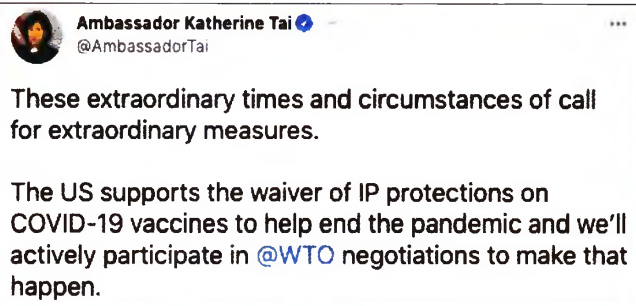 Ambassador Katherine Tai
@AmbassadorTai
These extraordinary times and circumstances of call
for extraordinary measures.
The US supports the waiver of IP protections on
COVID-19 vaccines to help end the pandemic and we'll
actively participate in @WTO negotiations to make that
happen.